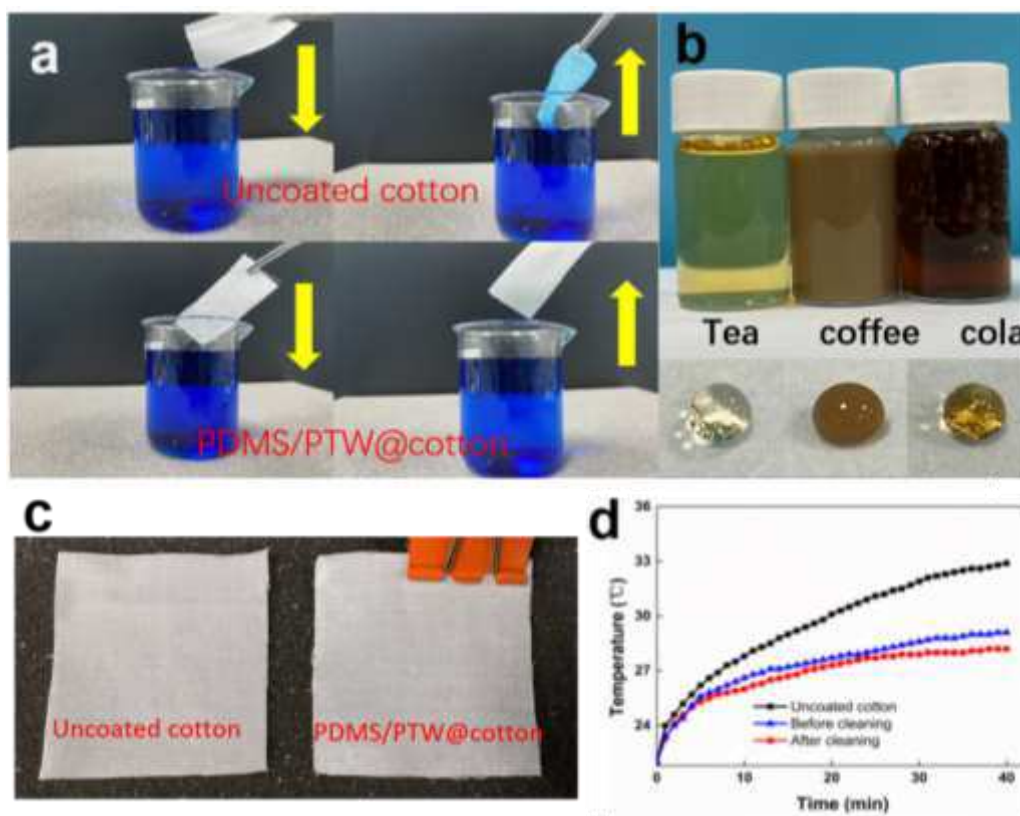 a
Uncoated cotton
PDMS/PTW@cotton
b
Tea coffee cola
c
Uncoated cotton
PDMS/PTW@cotton
d
Temperature (℃)
36
33
30
27
24
Uncoated cotton
Before cleaning
After cleaning
0 10 20 30 40
Time (min)